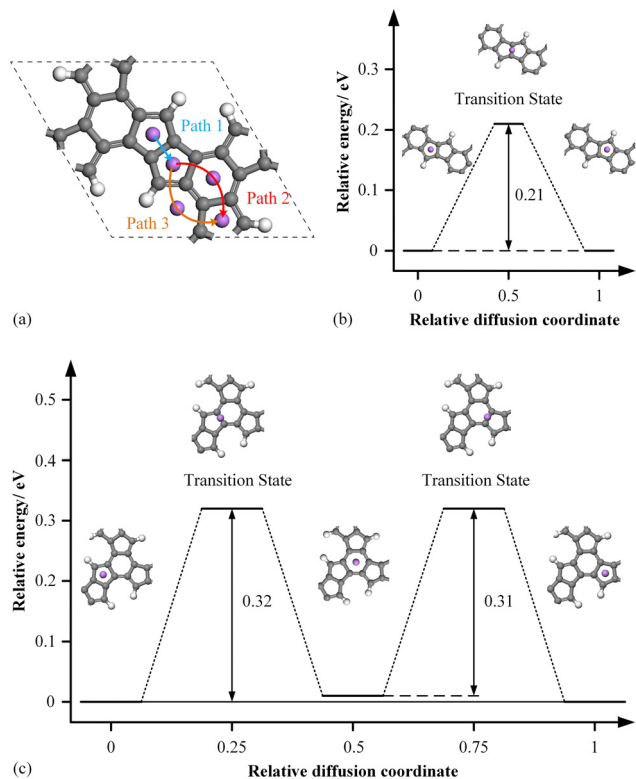 Path 1
Path 2
Path 3
(a)
Relative energy/ eV
0.3
0.2
0.1
0
Transition State
0.21
0
0.5
1
Relative diffusion coordinate
(b)
Relative energy/ eV
0.5
0.4
0.3
0.2
0.1
0
Transition State
Transition State
0.32
0.31
0
0.25
0.5
0.75
1
Relative diffusion coordinate
(c)